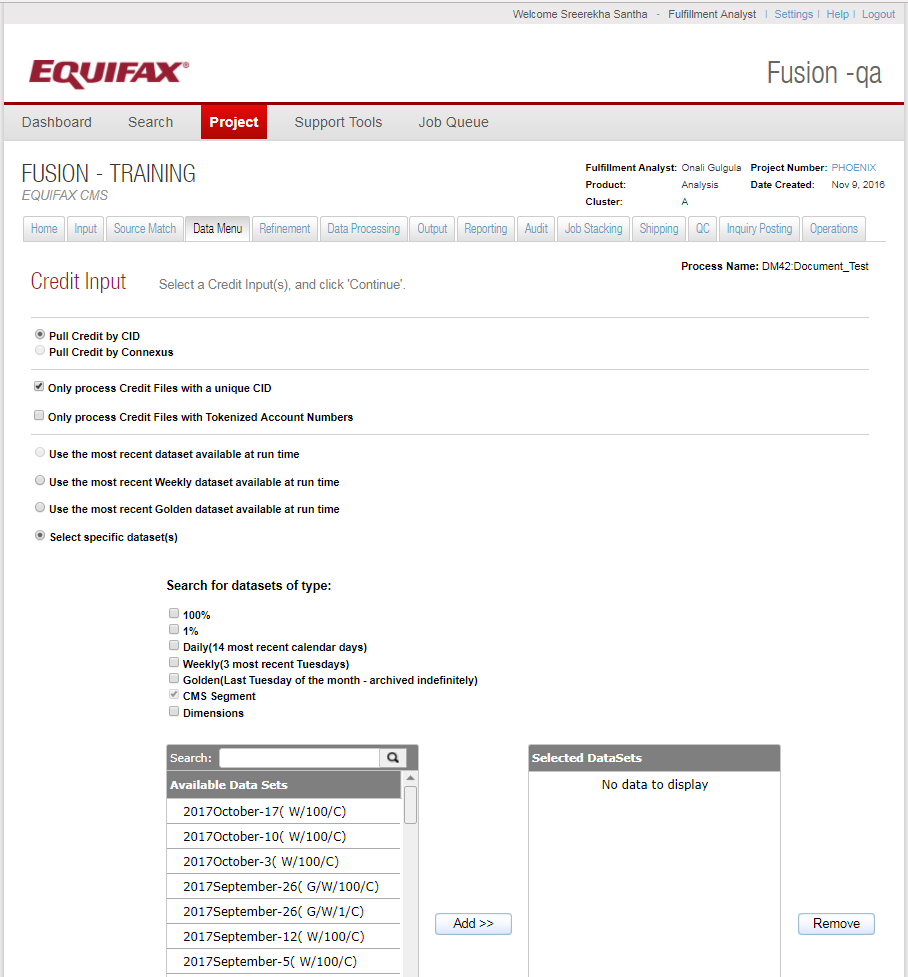 Welcome Sreerekha Santha - Fulfillment Analyst | Settings | Help | Logout
EQUIFAX®
Fusion -qa
Dashboard Search Project Support Tools Job Queue
FUSION - TRAINING
EQUIFAX CMS
Fulfillment Analyst: Onali Gulgula Project Number: PHOENIX
Product: Analysis Date Created: Nov 9, 2016
Cluster: A
Home Input Source Match Data Menu Refinement Data Processing Output Reporting Audit Job Stacking Shipping QC Inquiry Posting Operations
Process Name: DM42:Document_Test
Credit Input Select a Credit Input(s), and click 'Continue'.
Pull Credit by CID
Pull Credit by Connexus
Only process Credit Files with a unique CID
Only process Credit Files with Tokenized Account Numbers
Use the most recent dataset available at run time
Use the most recent Weekly dataset available at run time
Use the most recent Golden dataset available at run time
Select specific dataset(s)
Search for datasets of type:
100%
1%
Daily(14 most recent calendar days)
Weekly(3 most recent Tuesdays)
Golden(Last Tuesday of the month - archived indefinitely)
CMS Segment
Dimensions
Search:
Available Data Sets
2017October-17( W/100/C)
2017October-10( W/100/C)
2017October-3( W/100/C)
2017September-26( G/W/100/C)
2017September-26( G/W/1/C)
2017September-12( W/100/C)
2017September-5( W/100/C)
Add >>
Selected DataSets
No data to display
Remove